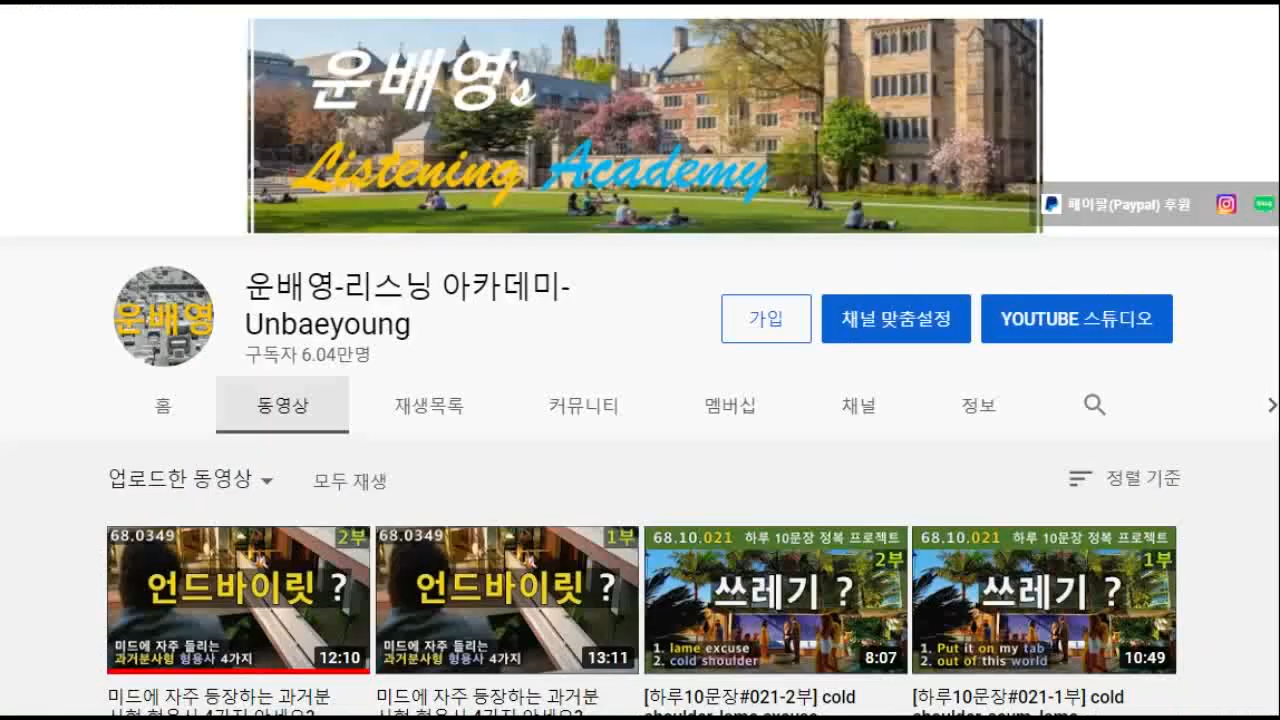 운배영's
Listening Academy
페이팔(Paypal) 후원
운배영
운배영-리스닝 아카데미-
Unbaeyoung
구독자 6.04만명
가입
채널 맞춤설정
YOUTUBE 스튜디오
홈
동영상
재생목록
커뮤니티
멤버십
채널
정보
업로드한 동영상
모두 재생
정렬 기준
68.0349
2부
언드바이릿 ?
미드에 자주 들리는
과거분사형 형용사 4가지
12:10
68.0349
1부
언드바이릿 ?
미드에 자주 들리는
과거분사형 형용사 4가지
13:11
68.10.021 하루 10문장 정복 프로젝트
2부
쓰레기 ?
1. lame excuse
2. cold shoulder
8:07
68.10.021 하루 10문장 정복 프로젝트
1부
쓰레기 ?
1. Put it on my tab
2. out of this world
10:49
미드에 자주 등장하는 과거분
미드에 자주 등장하는 과거분
[하루10문장#021-2부] cold
[하루10문장#021-1부] cold